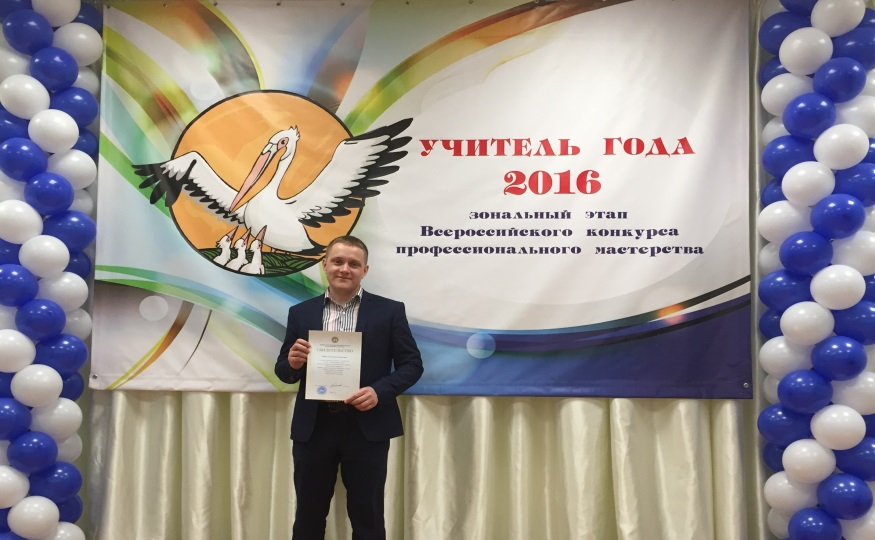 УЧИТЕЛЬ ГОДА
2016
зональный этап
Всероссийского конкурса
профессионального мастерства